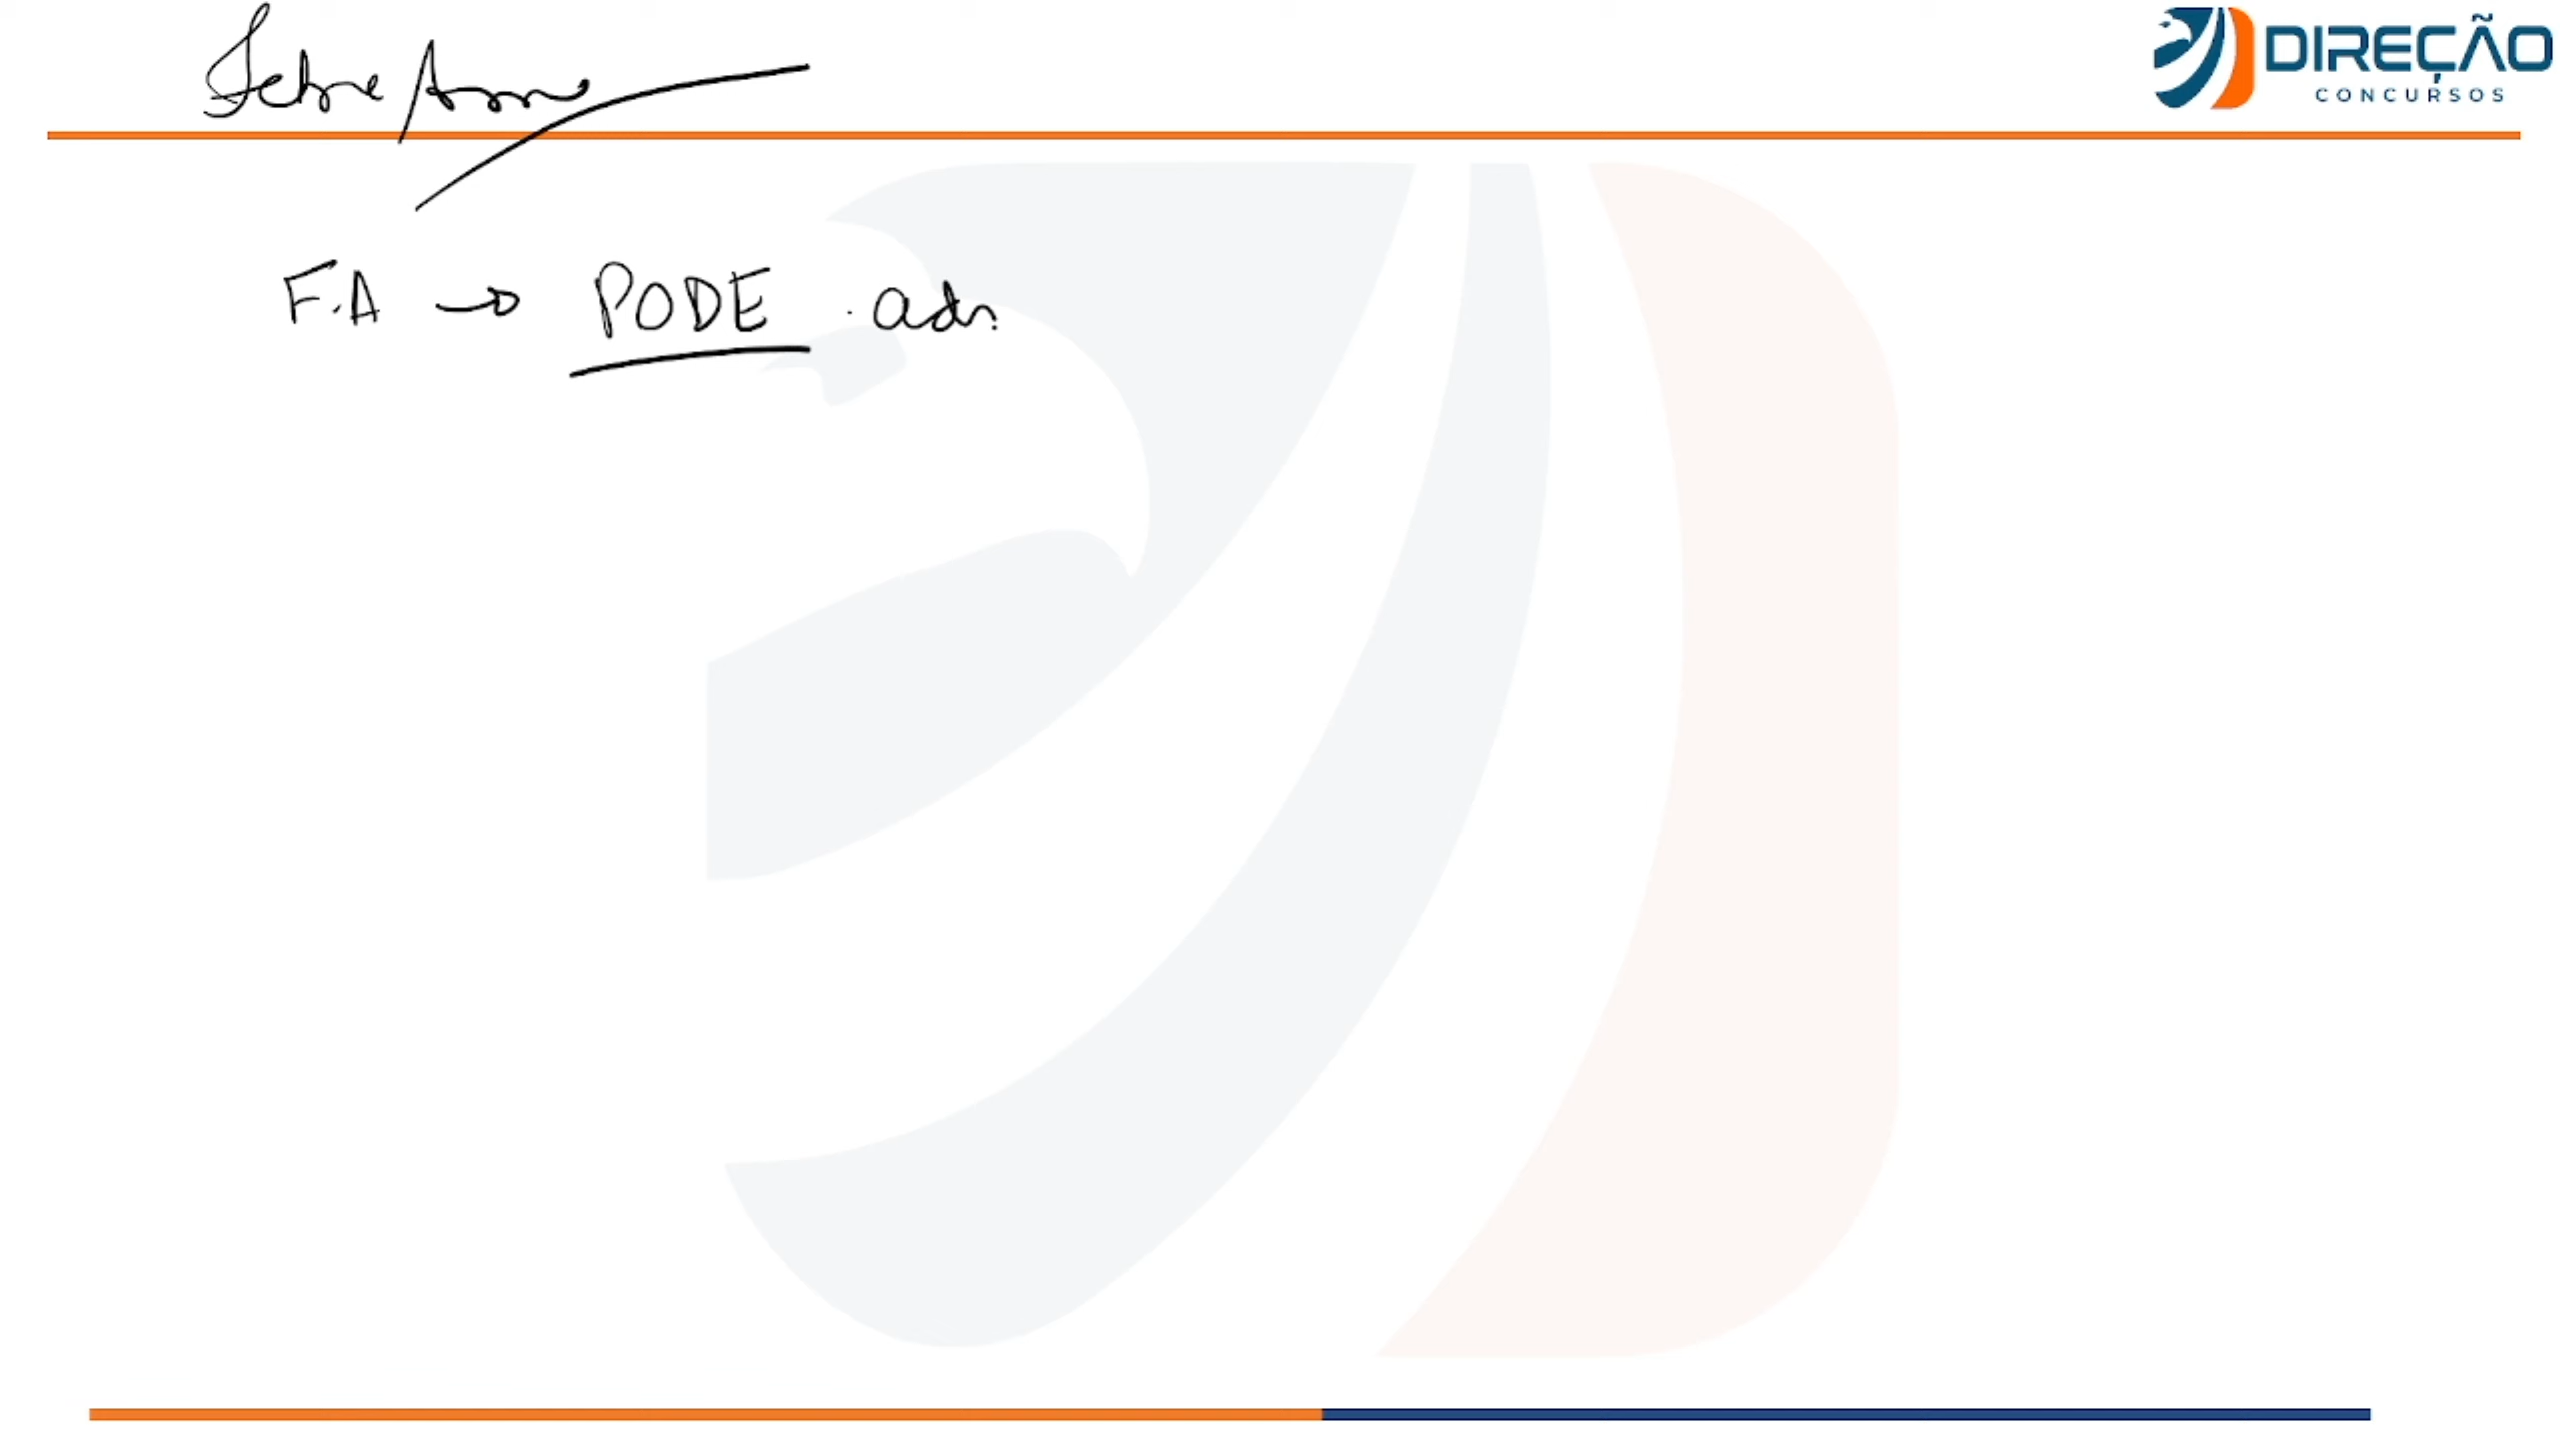 DIREÇÃO
CONCURSOS
F.A → PODE . adm